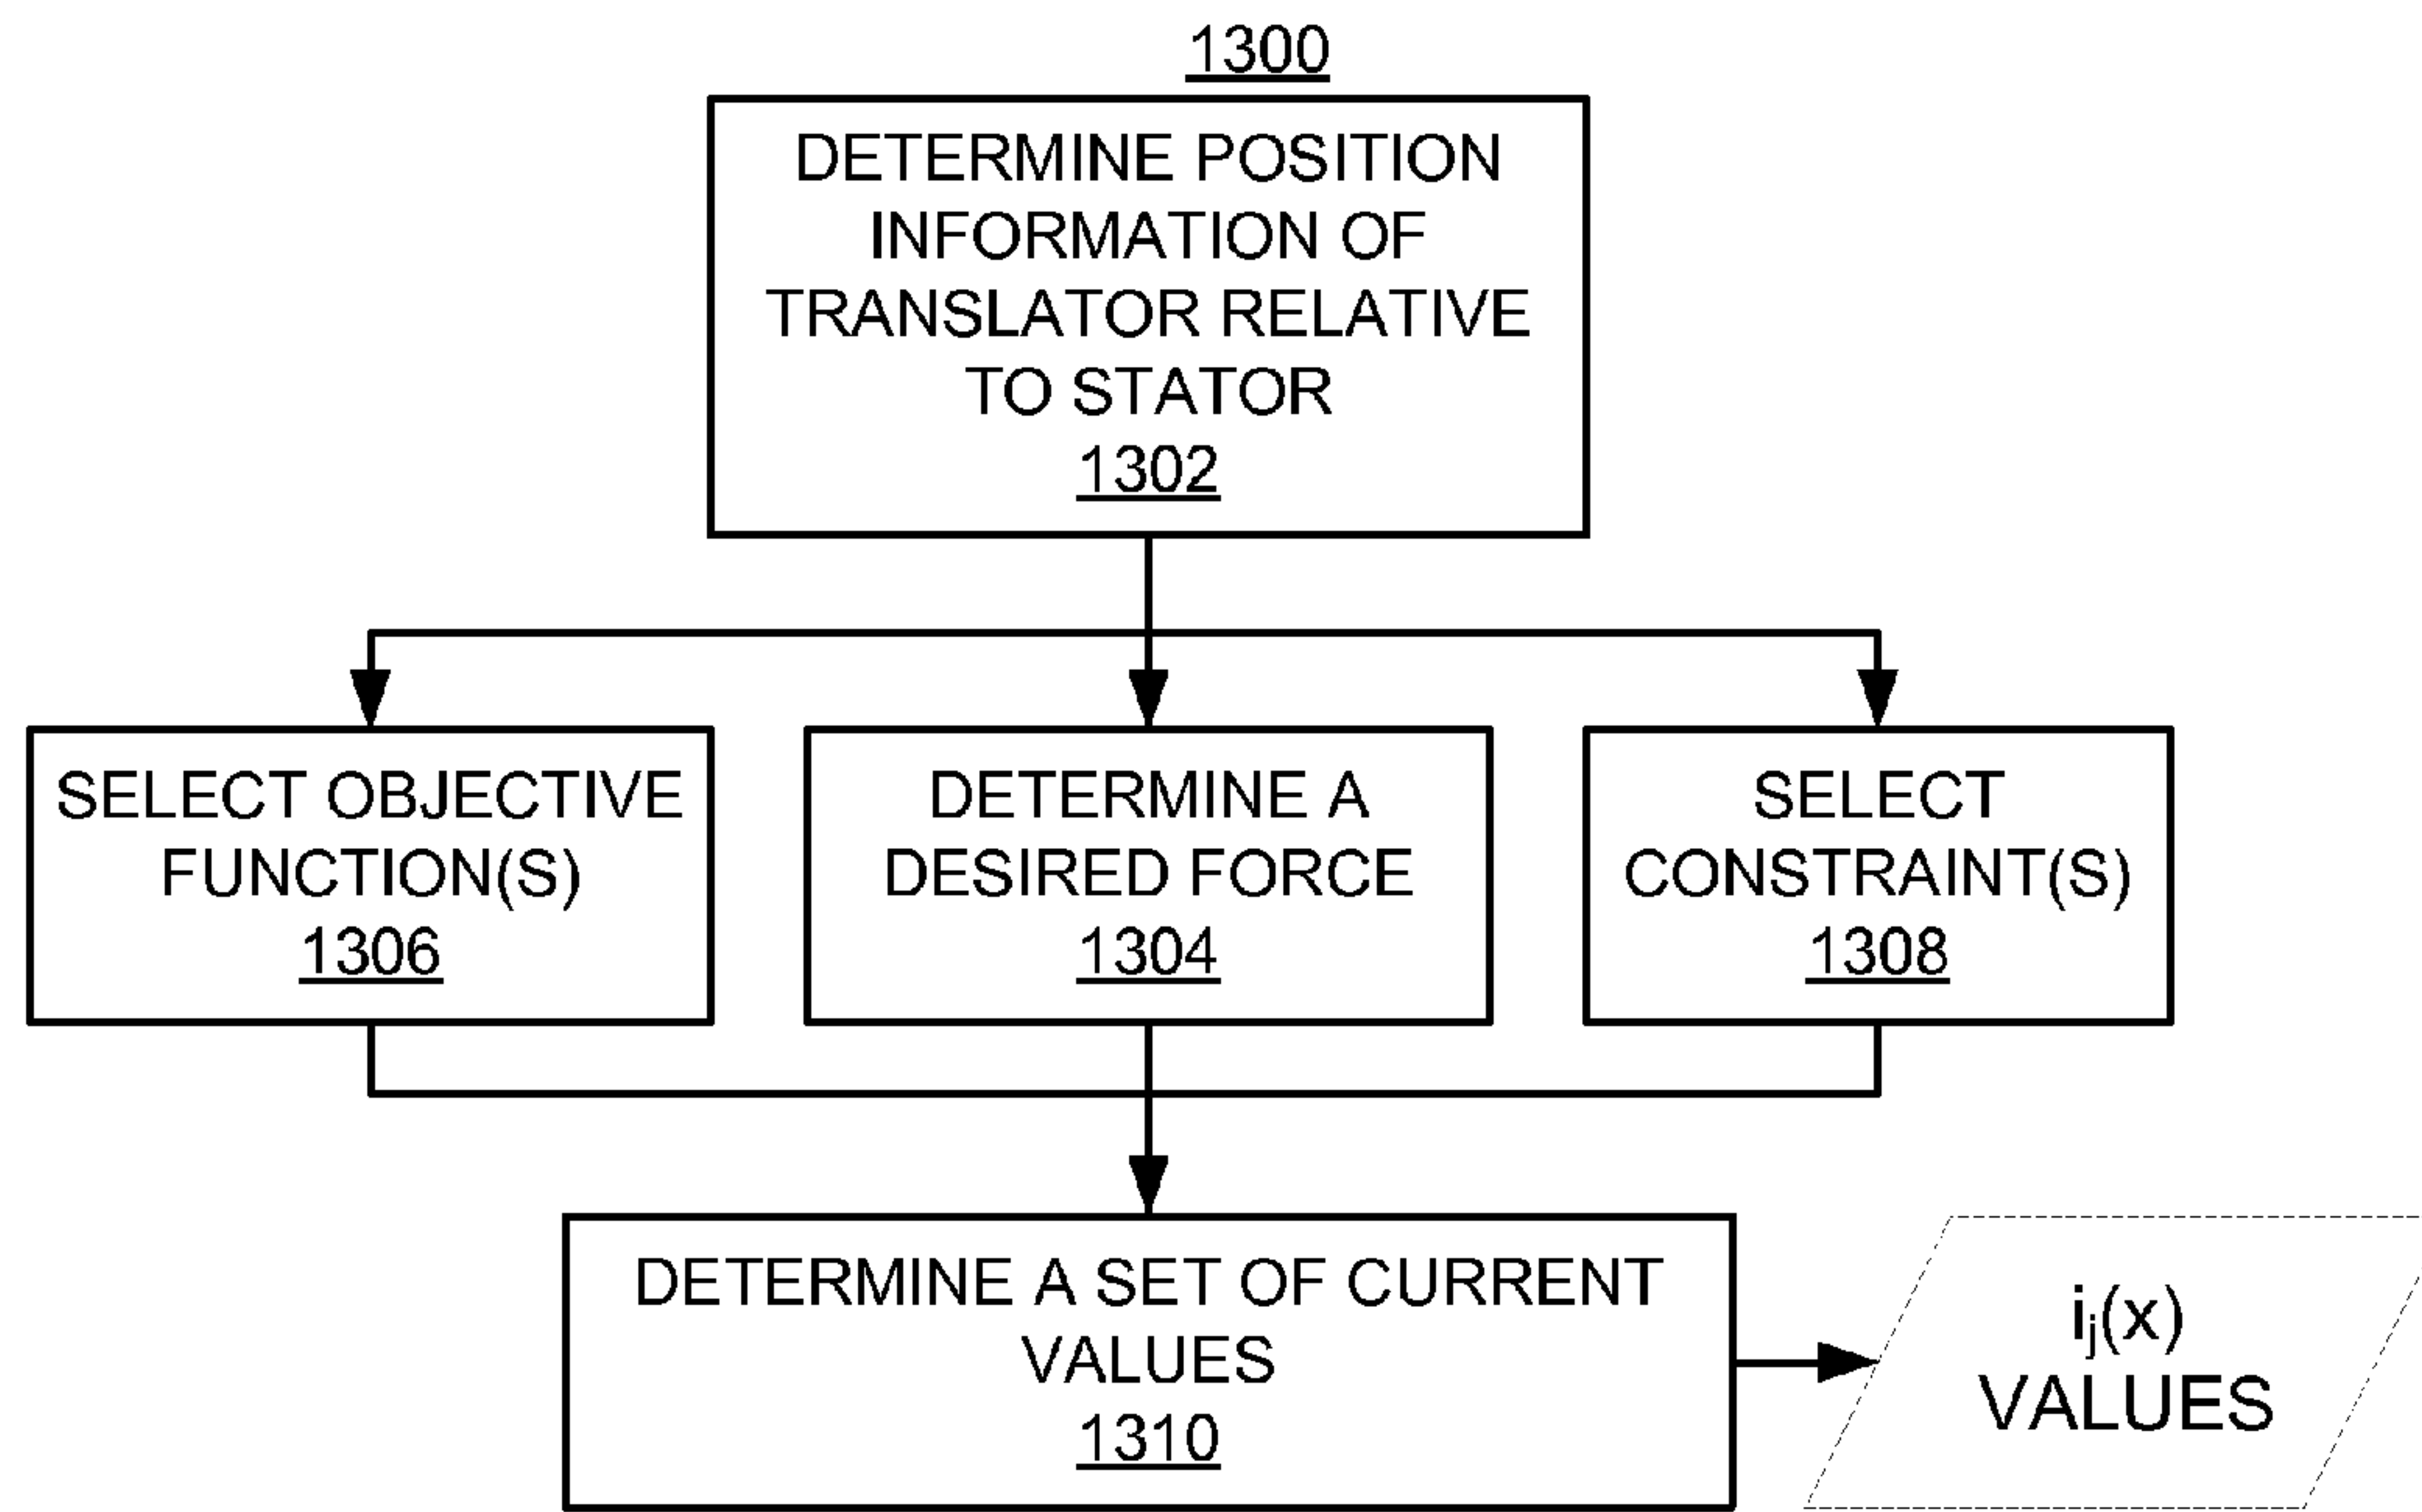 1300
DETERMINE POSITION
INFORMATION OF
TRANSLATOR RELATIVE
TO STATOR
1302
SELECT OBJECTIVE
FUNCTION(S)
1306
DETERMINE A
DESIRED FORCE
1304
SELECT
CONSTRAINT(S)
1308
DETERMINE A SET OF CURRENT
VALUES
1310
ij(x)
VALUES